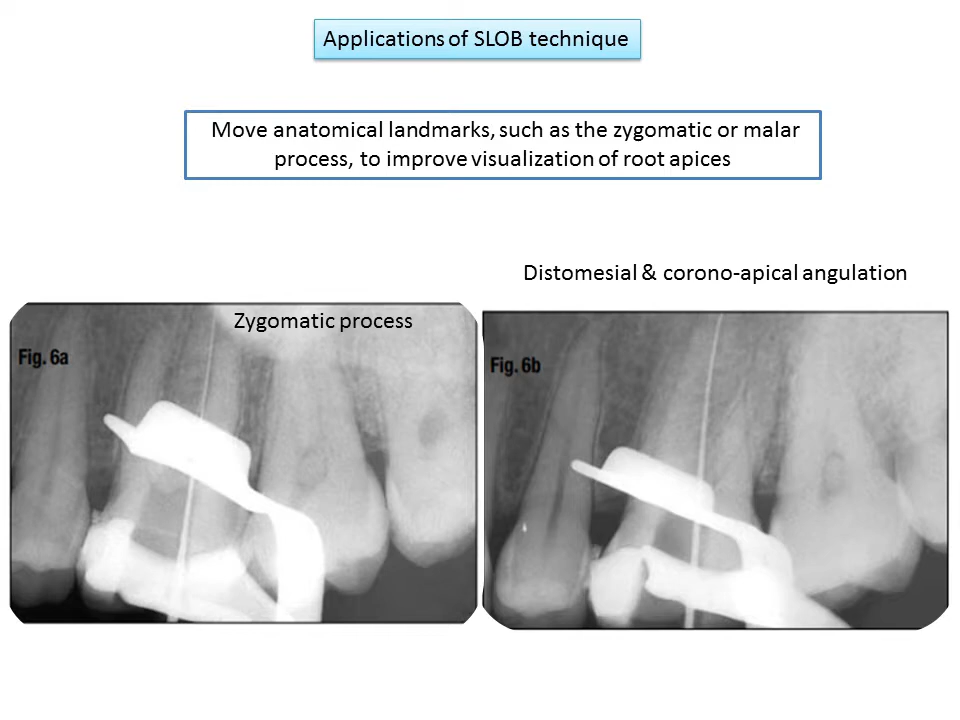 Applications of SLOB technique
Move anatomical landmarks, such as the zygomatic or malar
process, to improve visualization of root apices
Distomesial & corono-apical angulation
Zygomatic process
Fig. 6a
Fig. 6b